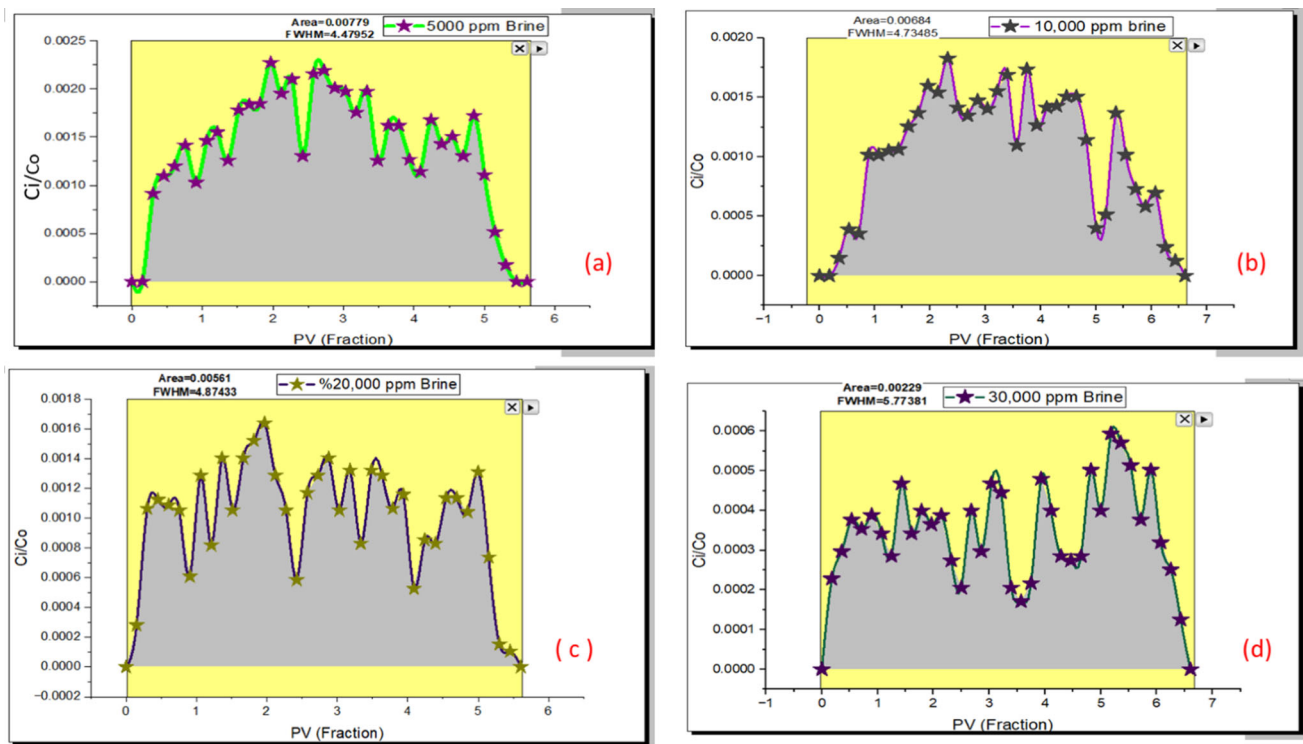 Area=0.00779
FWHM=4.47952
5000 ppm Brine
0.0025
0.0020
0.0015
0.0010
0.0005
0.0000
Ci/Co
0 1 2 3 4 5 6
PV (Fraction)
(a)
Area=0.00684
FWHM=4.73485
10,000 ppm brine
0.0020
0.0015
0.0010
0.0005
0.0000
Ci/Co
−1 0 1 2 3 4 5 6 7
PV (Fraction)
(b)
Area=0.00561
FWHM=4.87433
%20,000 ppm Brine
0.0018
0.0016
0.0014
0.0012
0.0010
0.0008
0.0006
0.0004
0.0002
0.0000
−0.0002
Ci/Co
0 1 2 3 4 5 6
PV (Fraction)
( c )
Area=0.00229
FWHM=5.77381
30,000 ppm Brine
0.0006
0.0005
0.0004
0.0003
0.0002
0.0001
0.0000
Ci/Co
−1 0 1 2 3 4 5 6 7
PV (Fraction)
(d)